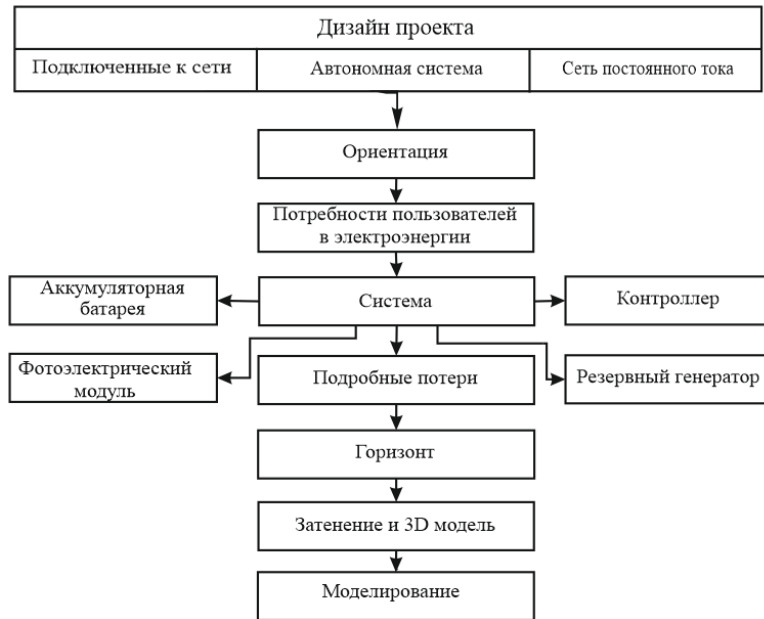 Дизайн проекта
Подключенные к сети
Автономная система
Сеть постоянного тока
Ориентация
Потребности пользователей
в электроэнергии
Аккумуляторная
батарея
Система
Контроллер
Фотоэлектрический
модуль
Подробные потери
Резервный генератор
Горизонт
Затенение и 3D модель
Моделирование